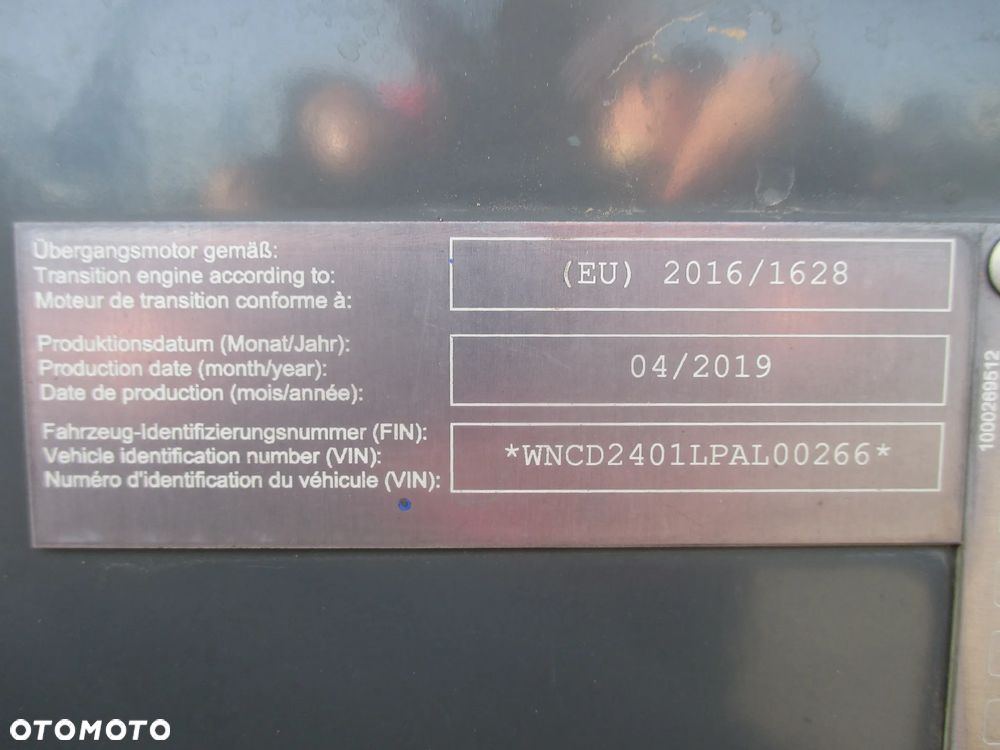 Übergangsmotor gemäß:
Transition engine according to:
Moteur de transition conforme à:
(EU) 2016/1628
Produktionsdatum (Monat/Jahr):
Production date (month/year):
Date de production (mois/année):
04/2019
Fahrzeug-Identifizierungsnummer (FIN):
Vehicle identification number (VIN):
Numéro d'identification du véhicule (VIN):
*WNCD2401LPAL00266*
1000269512
OTOMOTO